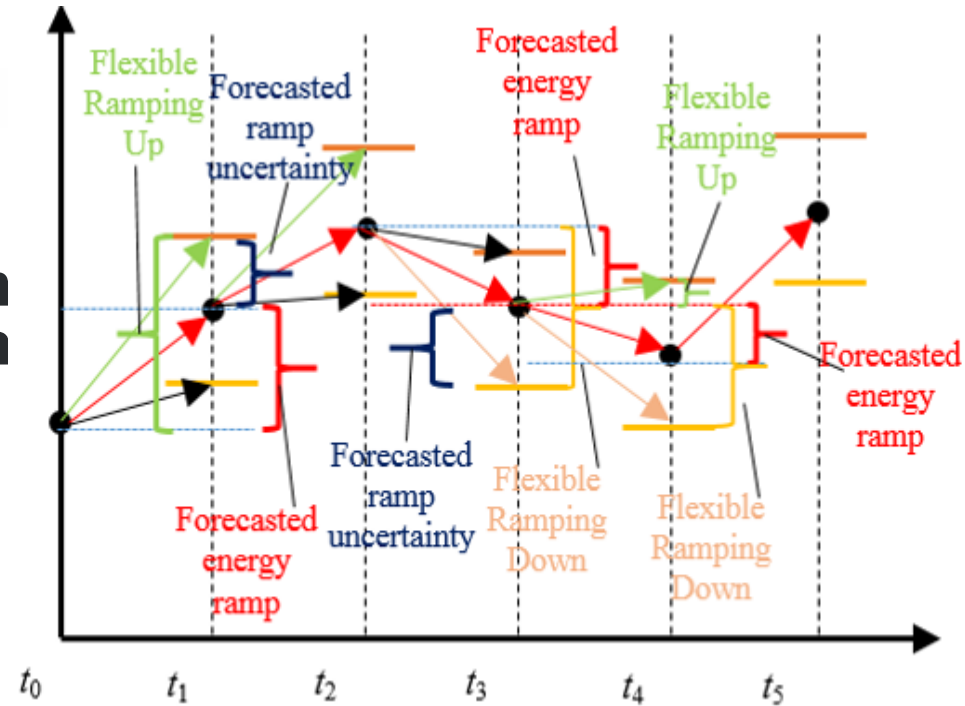 Flexible
Ramping
Up
Forecasted
ramp
uncertainty
Forecasted
energy
ramp
Flexible
Ramping
Up
Forecasted
energy
ramp
Forecasted
ramp
uncertainty
Flexible
Ramping
Down
Flexible
Ramping
Down
Forecasted
energy
ramp
t0 t1 t2 t3 t4 t5